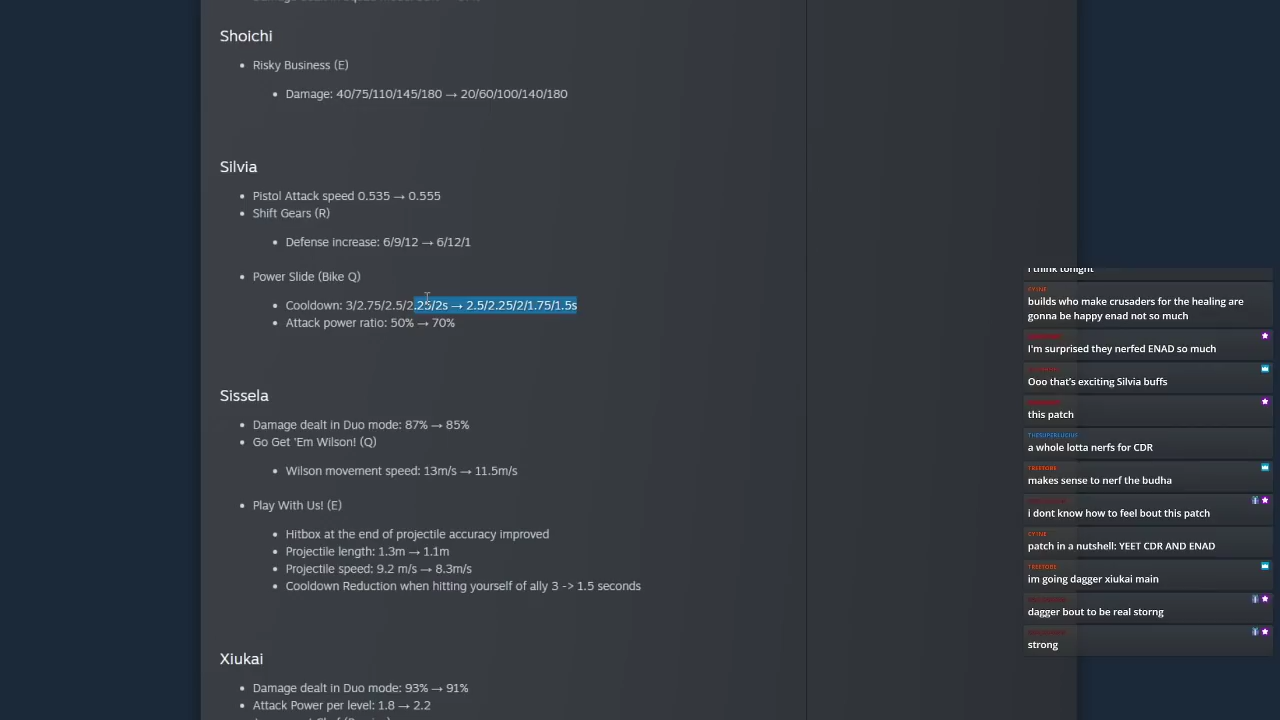 Shoichi
Risky Business (E)
Damage: 40/75/110/145/180 → 20/60/100/140/180
Silvia
Pistol Attack speed 0.535 → 0.555
Shift Gears (R)
Defense increase: 6/9/12 → 6/12/1
Power Slide (Bike Q)
Cooldown: 3/2.75/2.5/2.25/2s → 2.5/2.25/2/1.75/1.5s
Attack power ratio: 50% → 70%
Sissela
Damage dealt in Duo mode: 87% → 85%
Go Get 'Em Wilson! (Q)
Wilson movement speed: 13m/s → 11.5m/s
Play With Us! (E)
Hitbox at the end of projectile accuracy improved
Projectile length: 1.3m → 1.1m
Projectile speed: 9.2 m/s → 8.3m/s
Cooldown Reduction when hitting yourself of ally 3 -> 1.5 seconds
Xiukai
Damage dealt in Duo mode: 93% → 91%
Attack Power per level: 1.8 → 2.2
i think tonight
builds who make crusaders for the healing are
gonna be happy enad not so much
I'm surprised they nerfed ENAD so much
Ooo that's exciting Silvia buffs
this patch
THESUPERLUCIUS
a whole lotta nerfs for CDR
makes sense to nerf the budha
i dont know how to feel bout this patch
patch in a nutshell: YEET CDR AND ENAD
im going dagger xiukai main
dagger bout to be real storng
strong